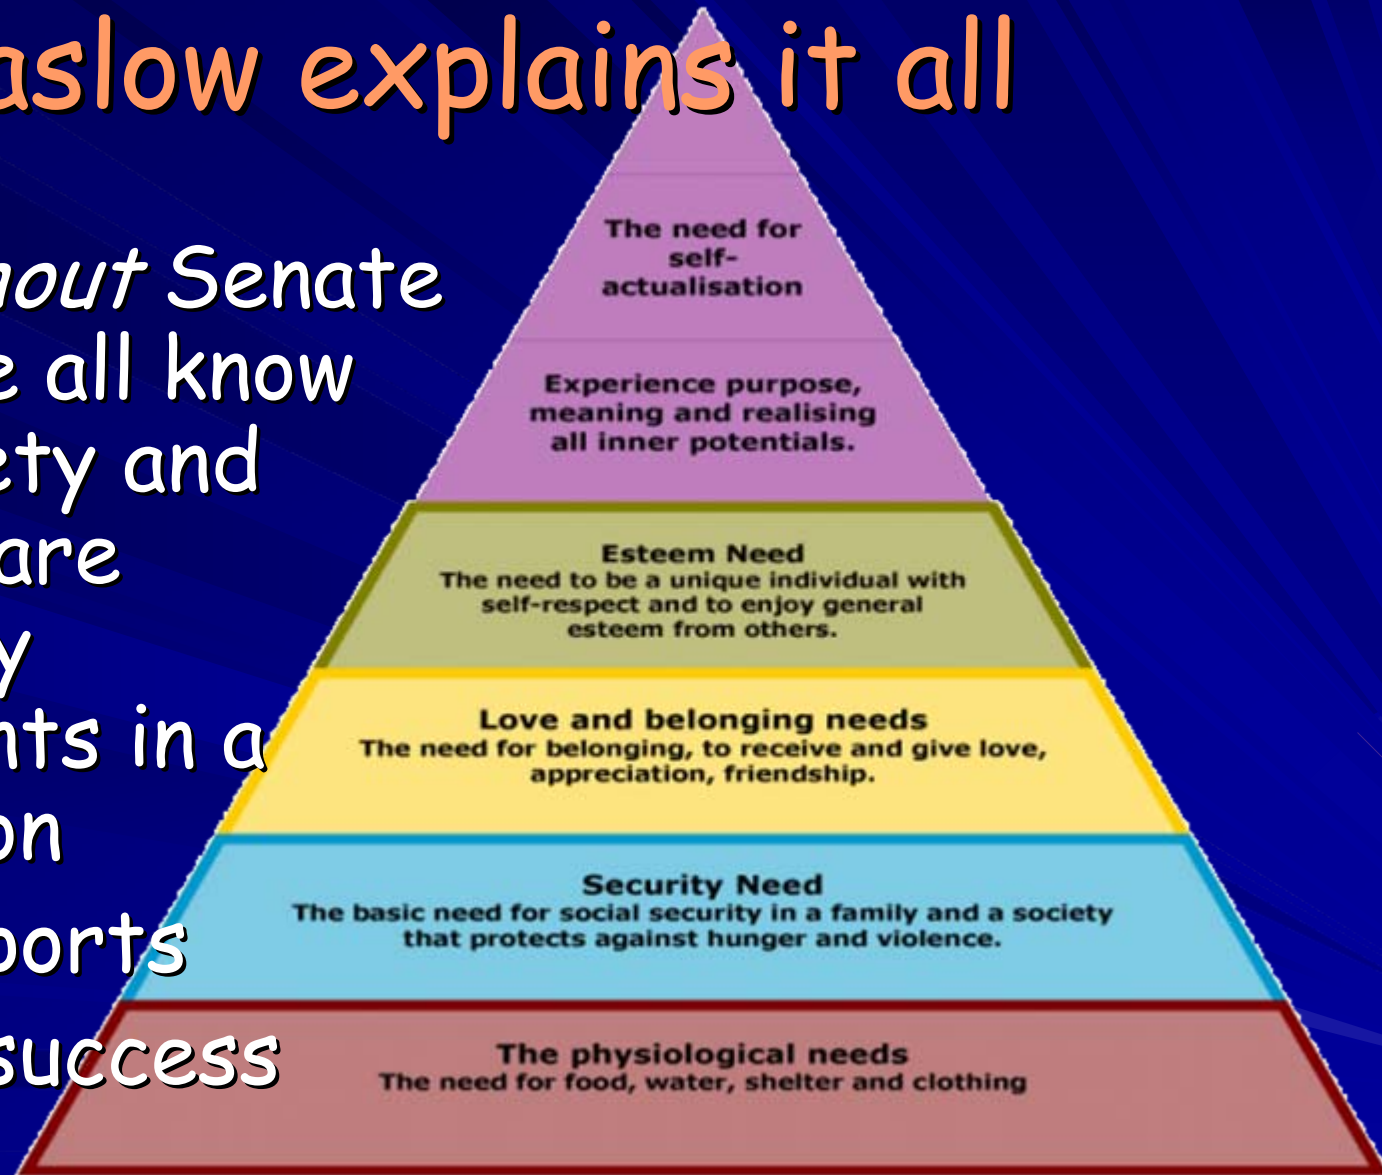 aslow explains it all
hout Senate
e all know
ety and
are
y
nts in a
on
ports
success
The need for
self-
actualisation
Experience purpose,
meaning and realising
all inner potentials.
Esteem Need
The need to be a unique individual with
self-respect and to enjoy general
esteem from others.
Love and belonging needs
The need for belonging, to receive and give love,
appreciation, friendship.
Security Need
The basic need for social security in a family and a society
that protects against hunger and violence.
The physiological needs
The need for food, water, shelter and clothing